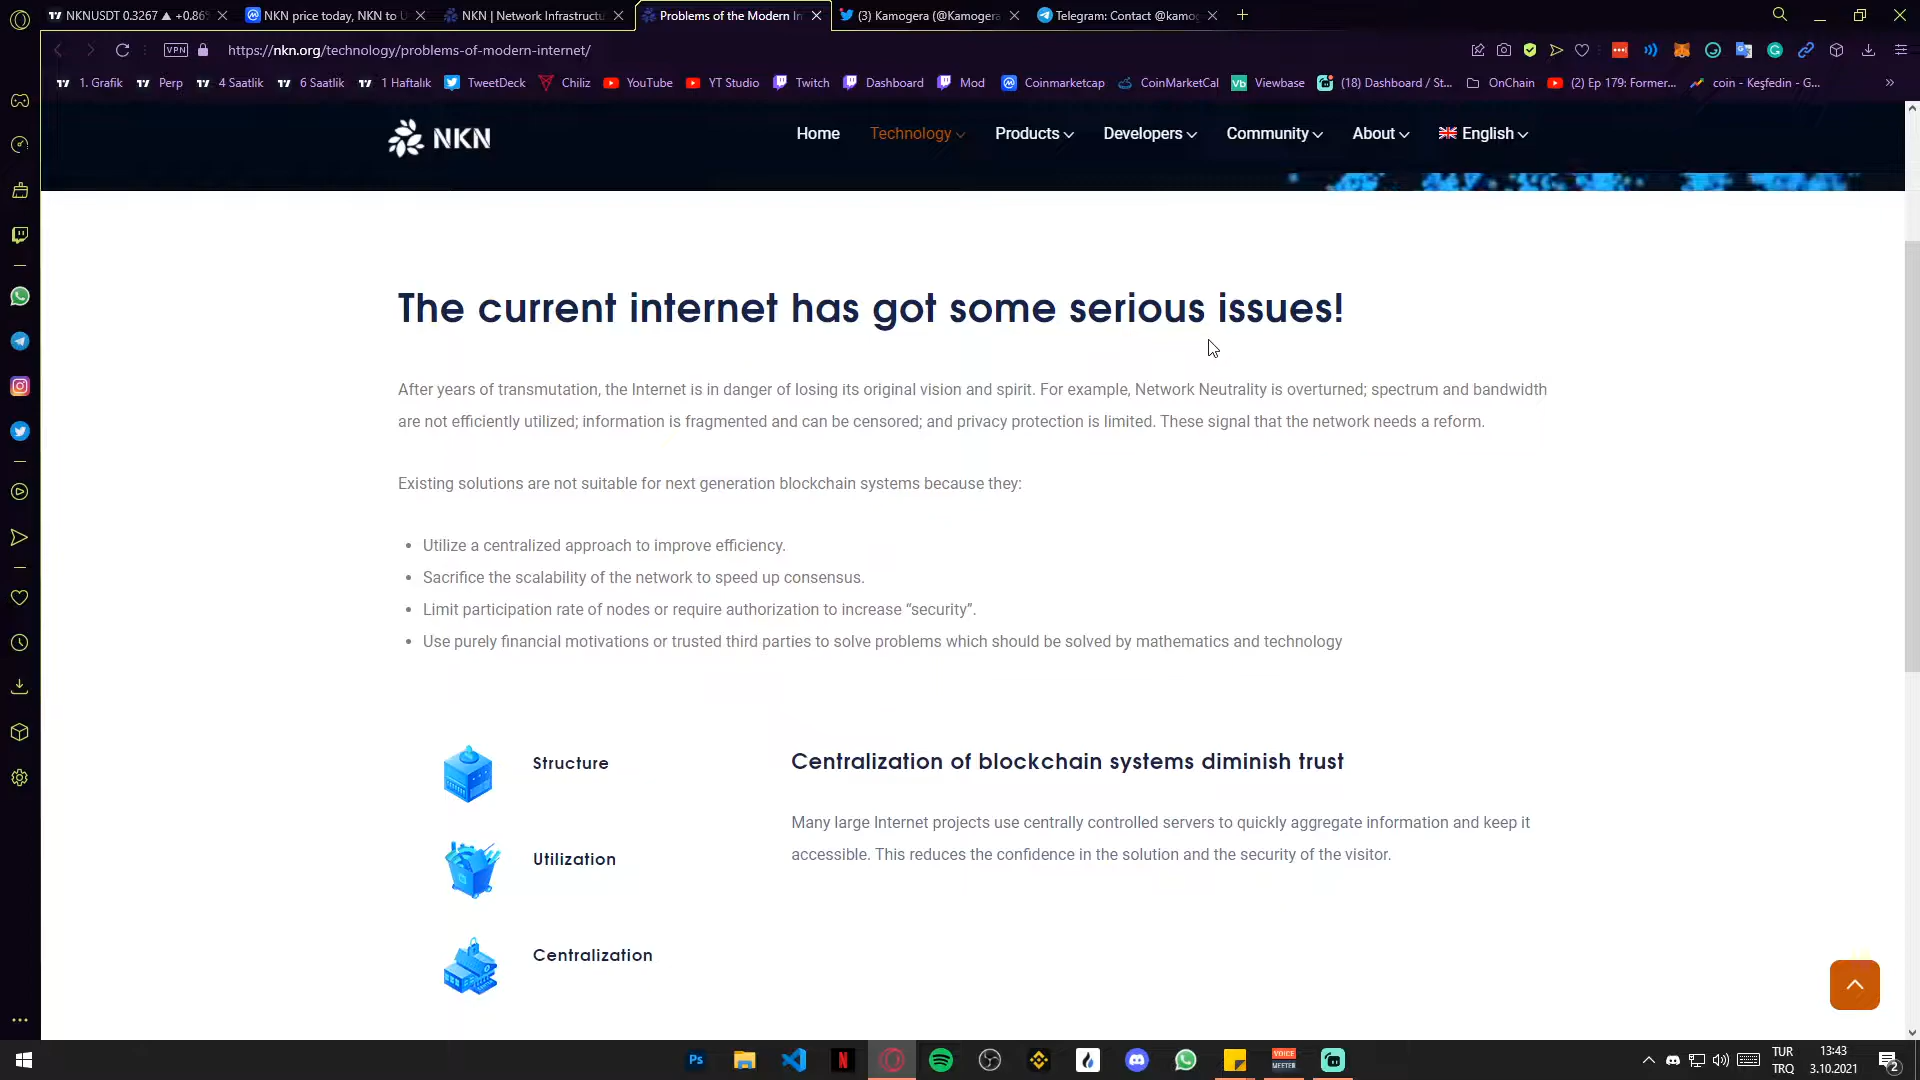 NKNUSDT 0.3267 ▲ +0.86%
NKN price today, NKN to U
NKN | Network Infrastructu
Problems of the Modern In
(3) Kamogera (@Kamogera
Telegram: Contact @kamog
VPN
https://nkn.org/technology/problems-of-modern-internet/
1. Grafik
Perp
4 Saatlik
6 Saatlik
1 Haftalık
TweetDeck
Chiliz
YouTube
YT Studio
Twitch
Dashboard
Mod
Coinmarketcap
CoinMarketCal
Vb Viewbase
(18) Dashboard / St...
OnChain
(2) Ep 179: Former...
coin - Keşfedin - G...
»
NKN
Home
Technology
Products
Developers
Community
About
English
The current internet has got some serious issues!
After years of transmutation, the Internet is in danger of losing its original vision and spirit. For example, Network Neutrality is overturned; spectrum and bandwidth
are not efficiently utilized; information is fragmented and can be censored; and privacy protection is limited. These signal that the network needs a reform.
Existing solutions are not suitable for next generation blockchain systems because they:
• Utilize a centralized approach to improve efficiency.
• Sacrifice the scalability of the network to speed up consensus.
• Limit participation rate of nodes or require authorization to increase “security”.
• Use purely financial motivations or trusted third parties to solve problems which should be solved by mathematics and technology
Structure
Utilization
Centralization
Centralization of blockchain systems diminish trust
Many large Internet projects use centrally controlled servers to quickly aggregate information and keep it
accessible. This reduces the confidence in the solution and the security of the visitor.
Ps
N
VOICE
MEETER
TUR
TRQ
13:43
3.10.2021
2